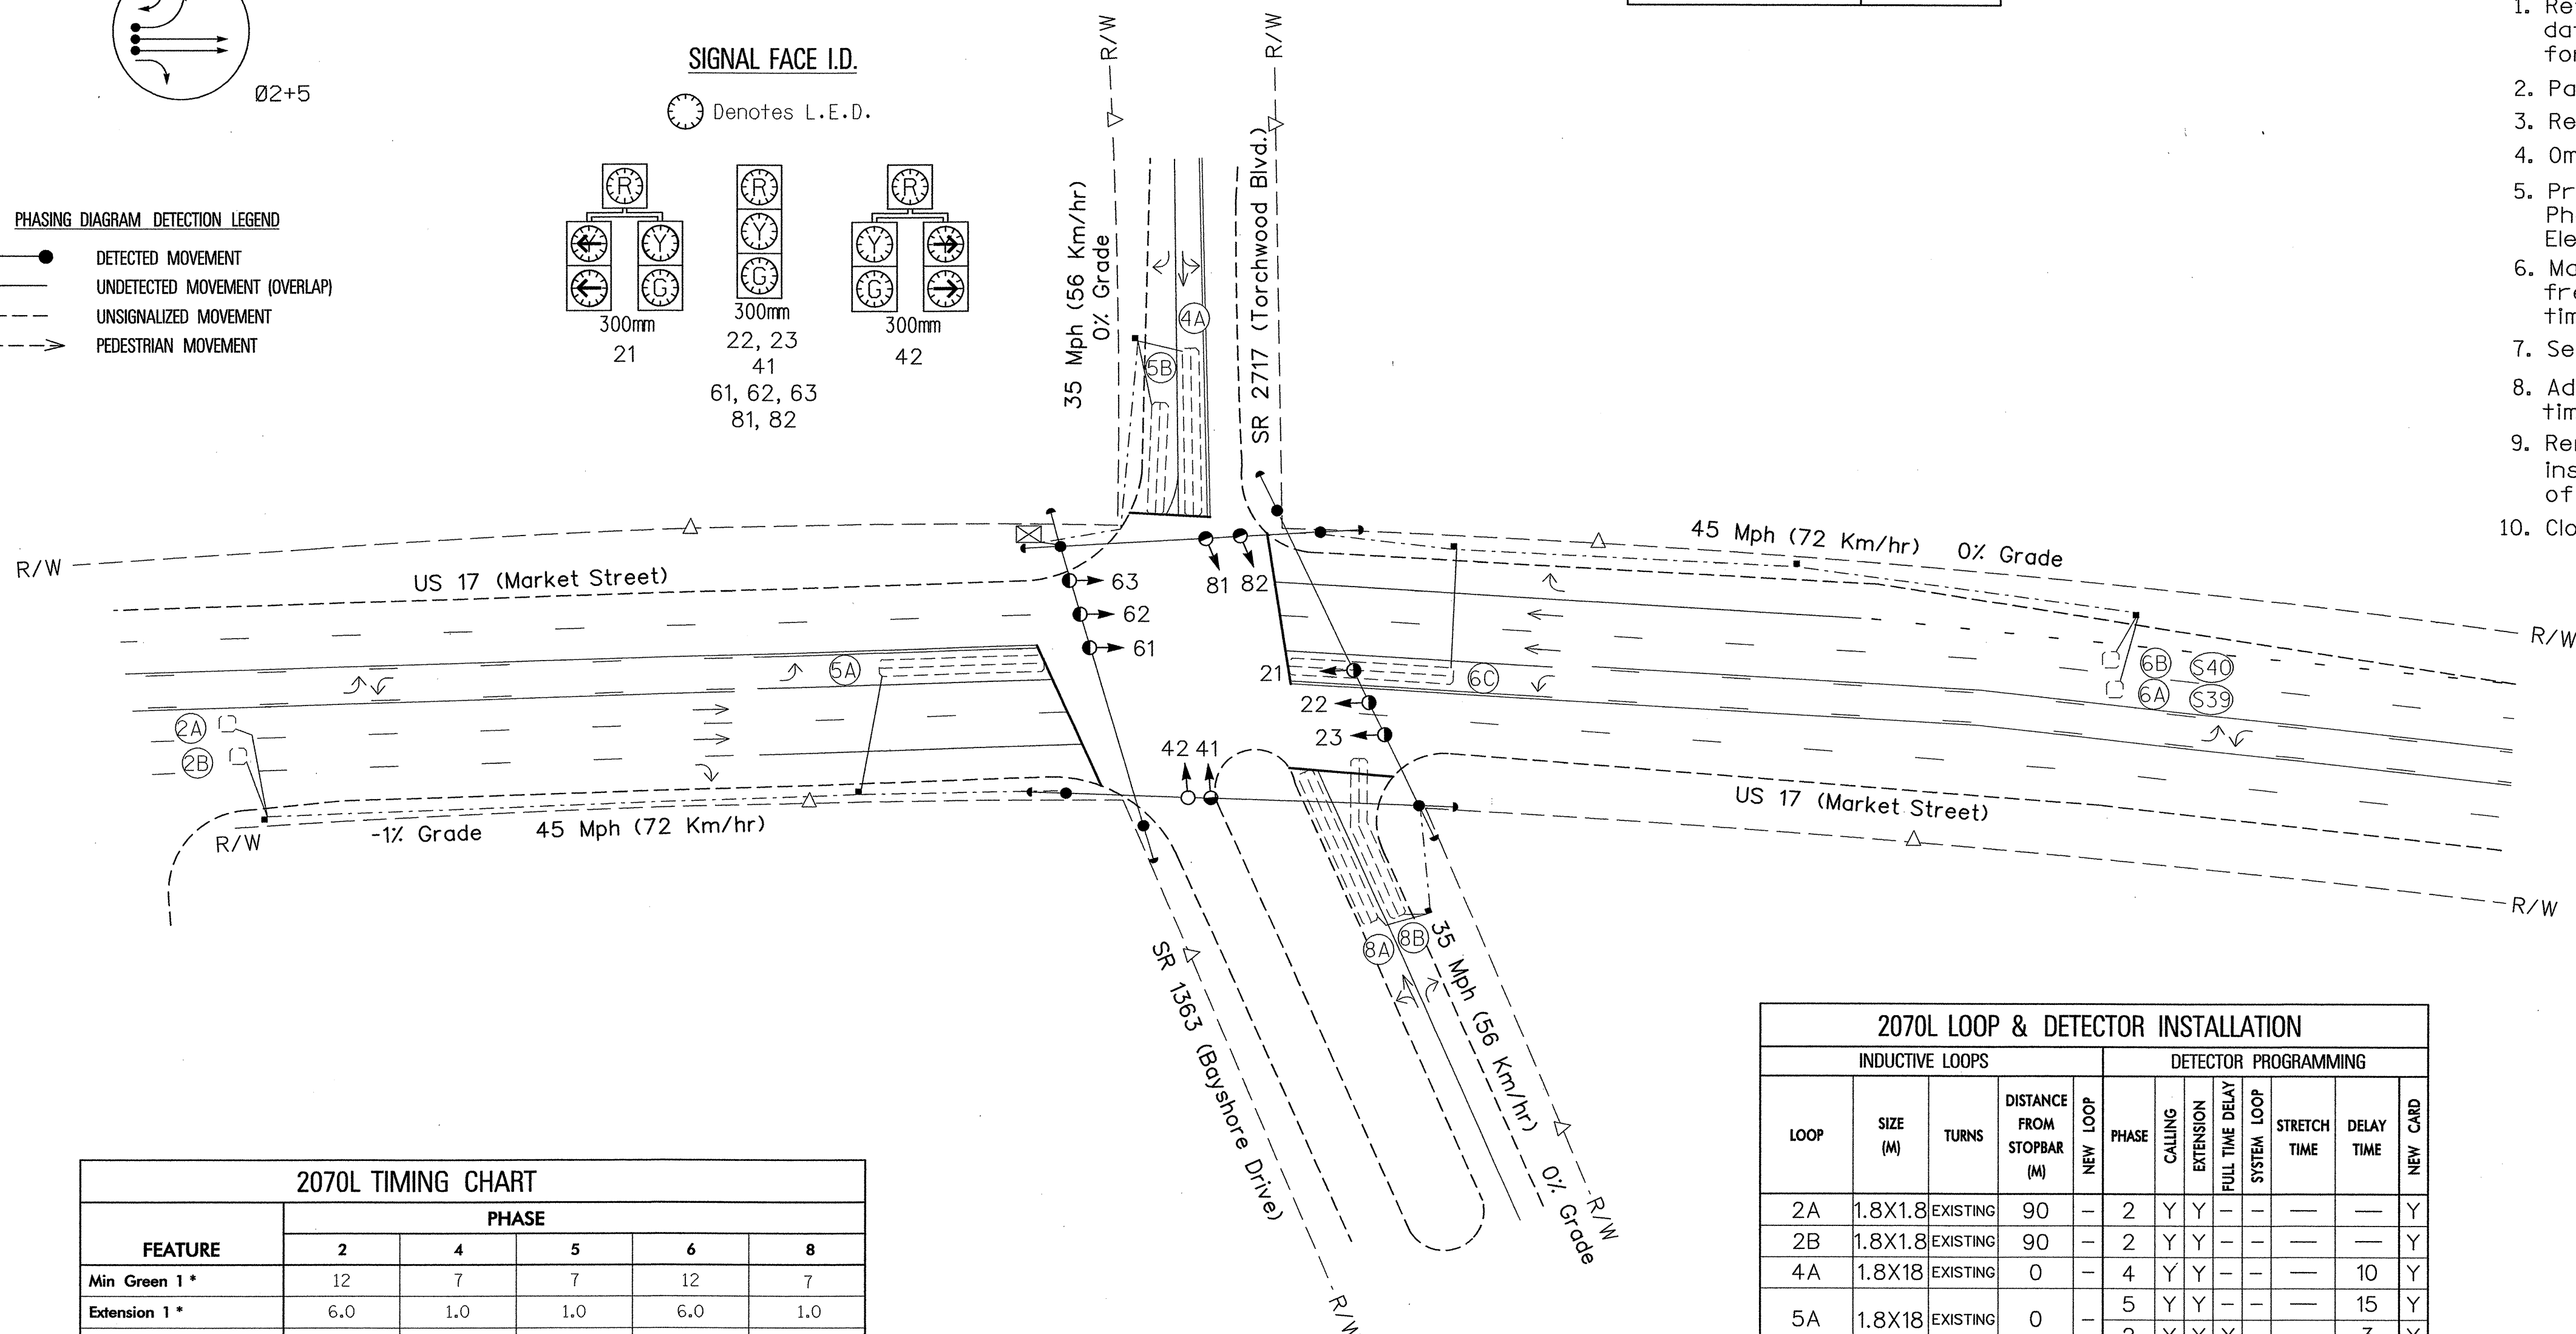 Ø2+5
PHASING DIAGRAM DETECTION LEGEND
DETECTED MOVEMENT
UNDETECTED MOVEMENT (OVERLAP)
UNSIGNALIZED MOVEMENT
PEDESTRIAN MOVEMENT
SIGNAL FACE I.D.
Denotes L.E.D.
R
Y
G
300mm
21
R
Y
G
300mm
22, 23
41
61, 62, 63
81, 82
R
Y Y
G
300mm
42
R/W
R/W
35 Mph (56 Km/hr)
0% Grade
SR 2717 (Torchwood Blvd.)
4A
5B
R/W
US 17 (Market Street)
63
62
61
81 82
45 Mph (72 Km/hr) 0% Grade
R/W
5A
21
22
23
6C
6B S40
6A S39
2A
2B
42 41
R/W
-1% Grade 45 Mph (72 Km/hr)
US 17 (Market Street)
R/W
8A
8B
SR 1363 (Bayshore Drive)
35 Mph (56 Km/hr)
0% Grade
R/W
R/W
1.
for
2.
3.
4.
5.
6.
7.
8.
9.
of
10.
2070L TIMING CHART
FEATURE
PHASE
2 4 5 6 8
Min Green 1 * 12 7 7 12 7
Extension 1 * 6.0 1.0 1.0 6.0 1.0
2070L LOOP & DETECTOR INSTALLATION
INDUCTIVE LOOPS DETECTOR PROGRAMMING
LOOP SIZE (M) TURNS DISTANCE FROM STOPBAR (M) NEW LOOP PHASE CALLING EXTENSION FULL TIME DELAY SYSTEM LOOP STRETCH TIME DELAY TIME NEW CARD
2A 1.8X1.8 EXISTING 90 – 2 Y Y – – — — Y
2B 1.8X1.8 EXISTING 90 – 2 Y Y – – — — Y
4A 1.8X18 EXISTING 0 – 4 Y Y – – — 10 Y
5A 1.8X18 EXISTING 0 – 5 Y Y – – — 15 Y